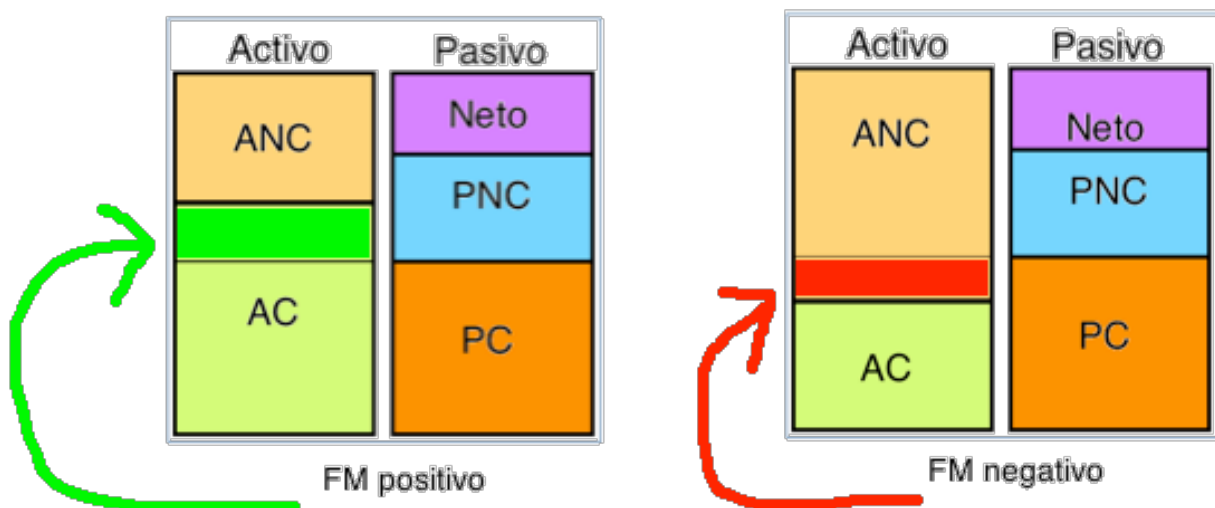 Activo Pasivo
ANC
Neto
PNC
AC
PC
FM positivo
Activo Pasivo
ANC
Neto
PNC
PC
AC
FM negativo